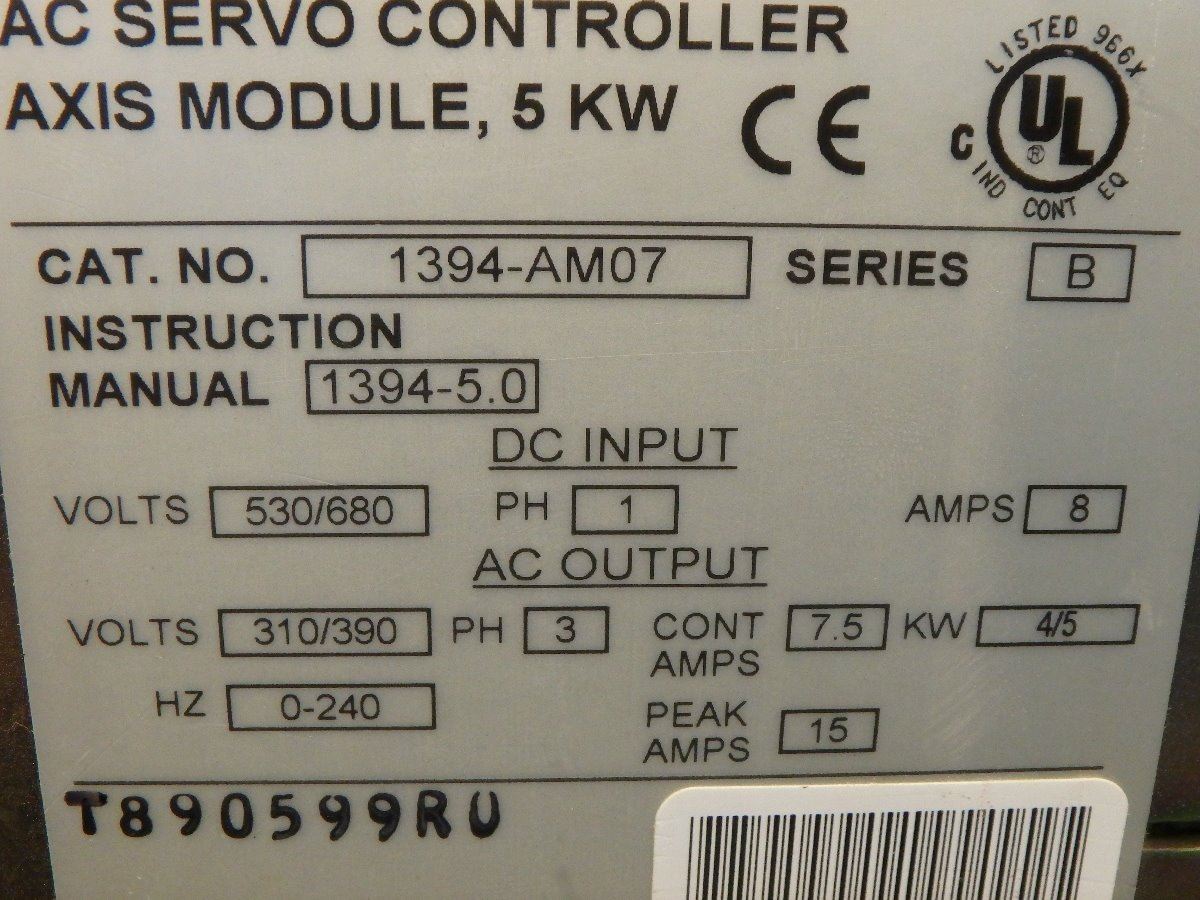 AC SERVO CONTROLLER
AXIS MODULE, 5 KW
CE
LISTED 966X
C UL ®
IND CONT EQ
CAT. NO. 1394-AM07 SERIES B
INSTRUCTION
MANUAL 1394-5.0
DC INPUT
VOLTS 530/680 PH 1 AMPS 8
AC OUTPUT
VOLTS 310/390 PH 3 CONT AMPS 7.5 KW 4/5
HZ 0-240 PEAK AMPS 15
T890599RU